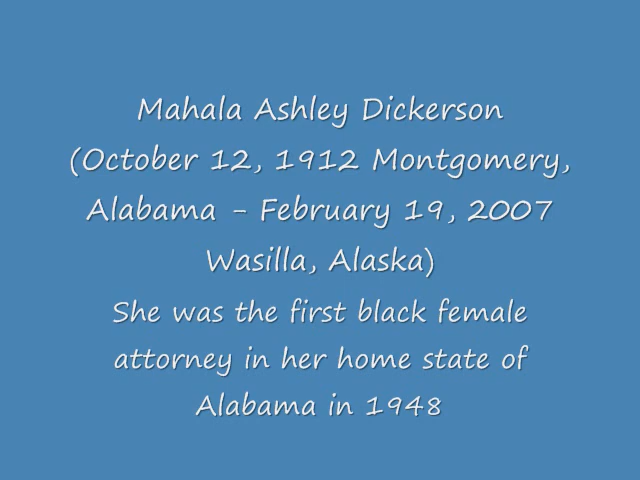 Mahala Ashley Dickerson
(October 12, 1912 Montgomery,
Alabama - February 19, 2007
Wasilla, Alaska)
She was the first black female
attorney in her home state of
Alabama in 1948